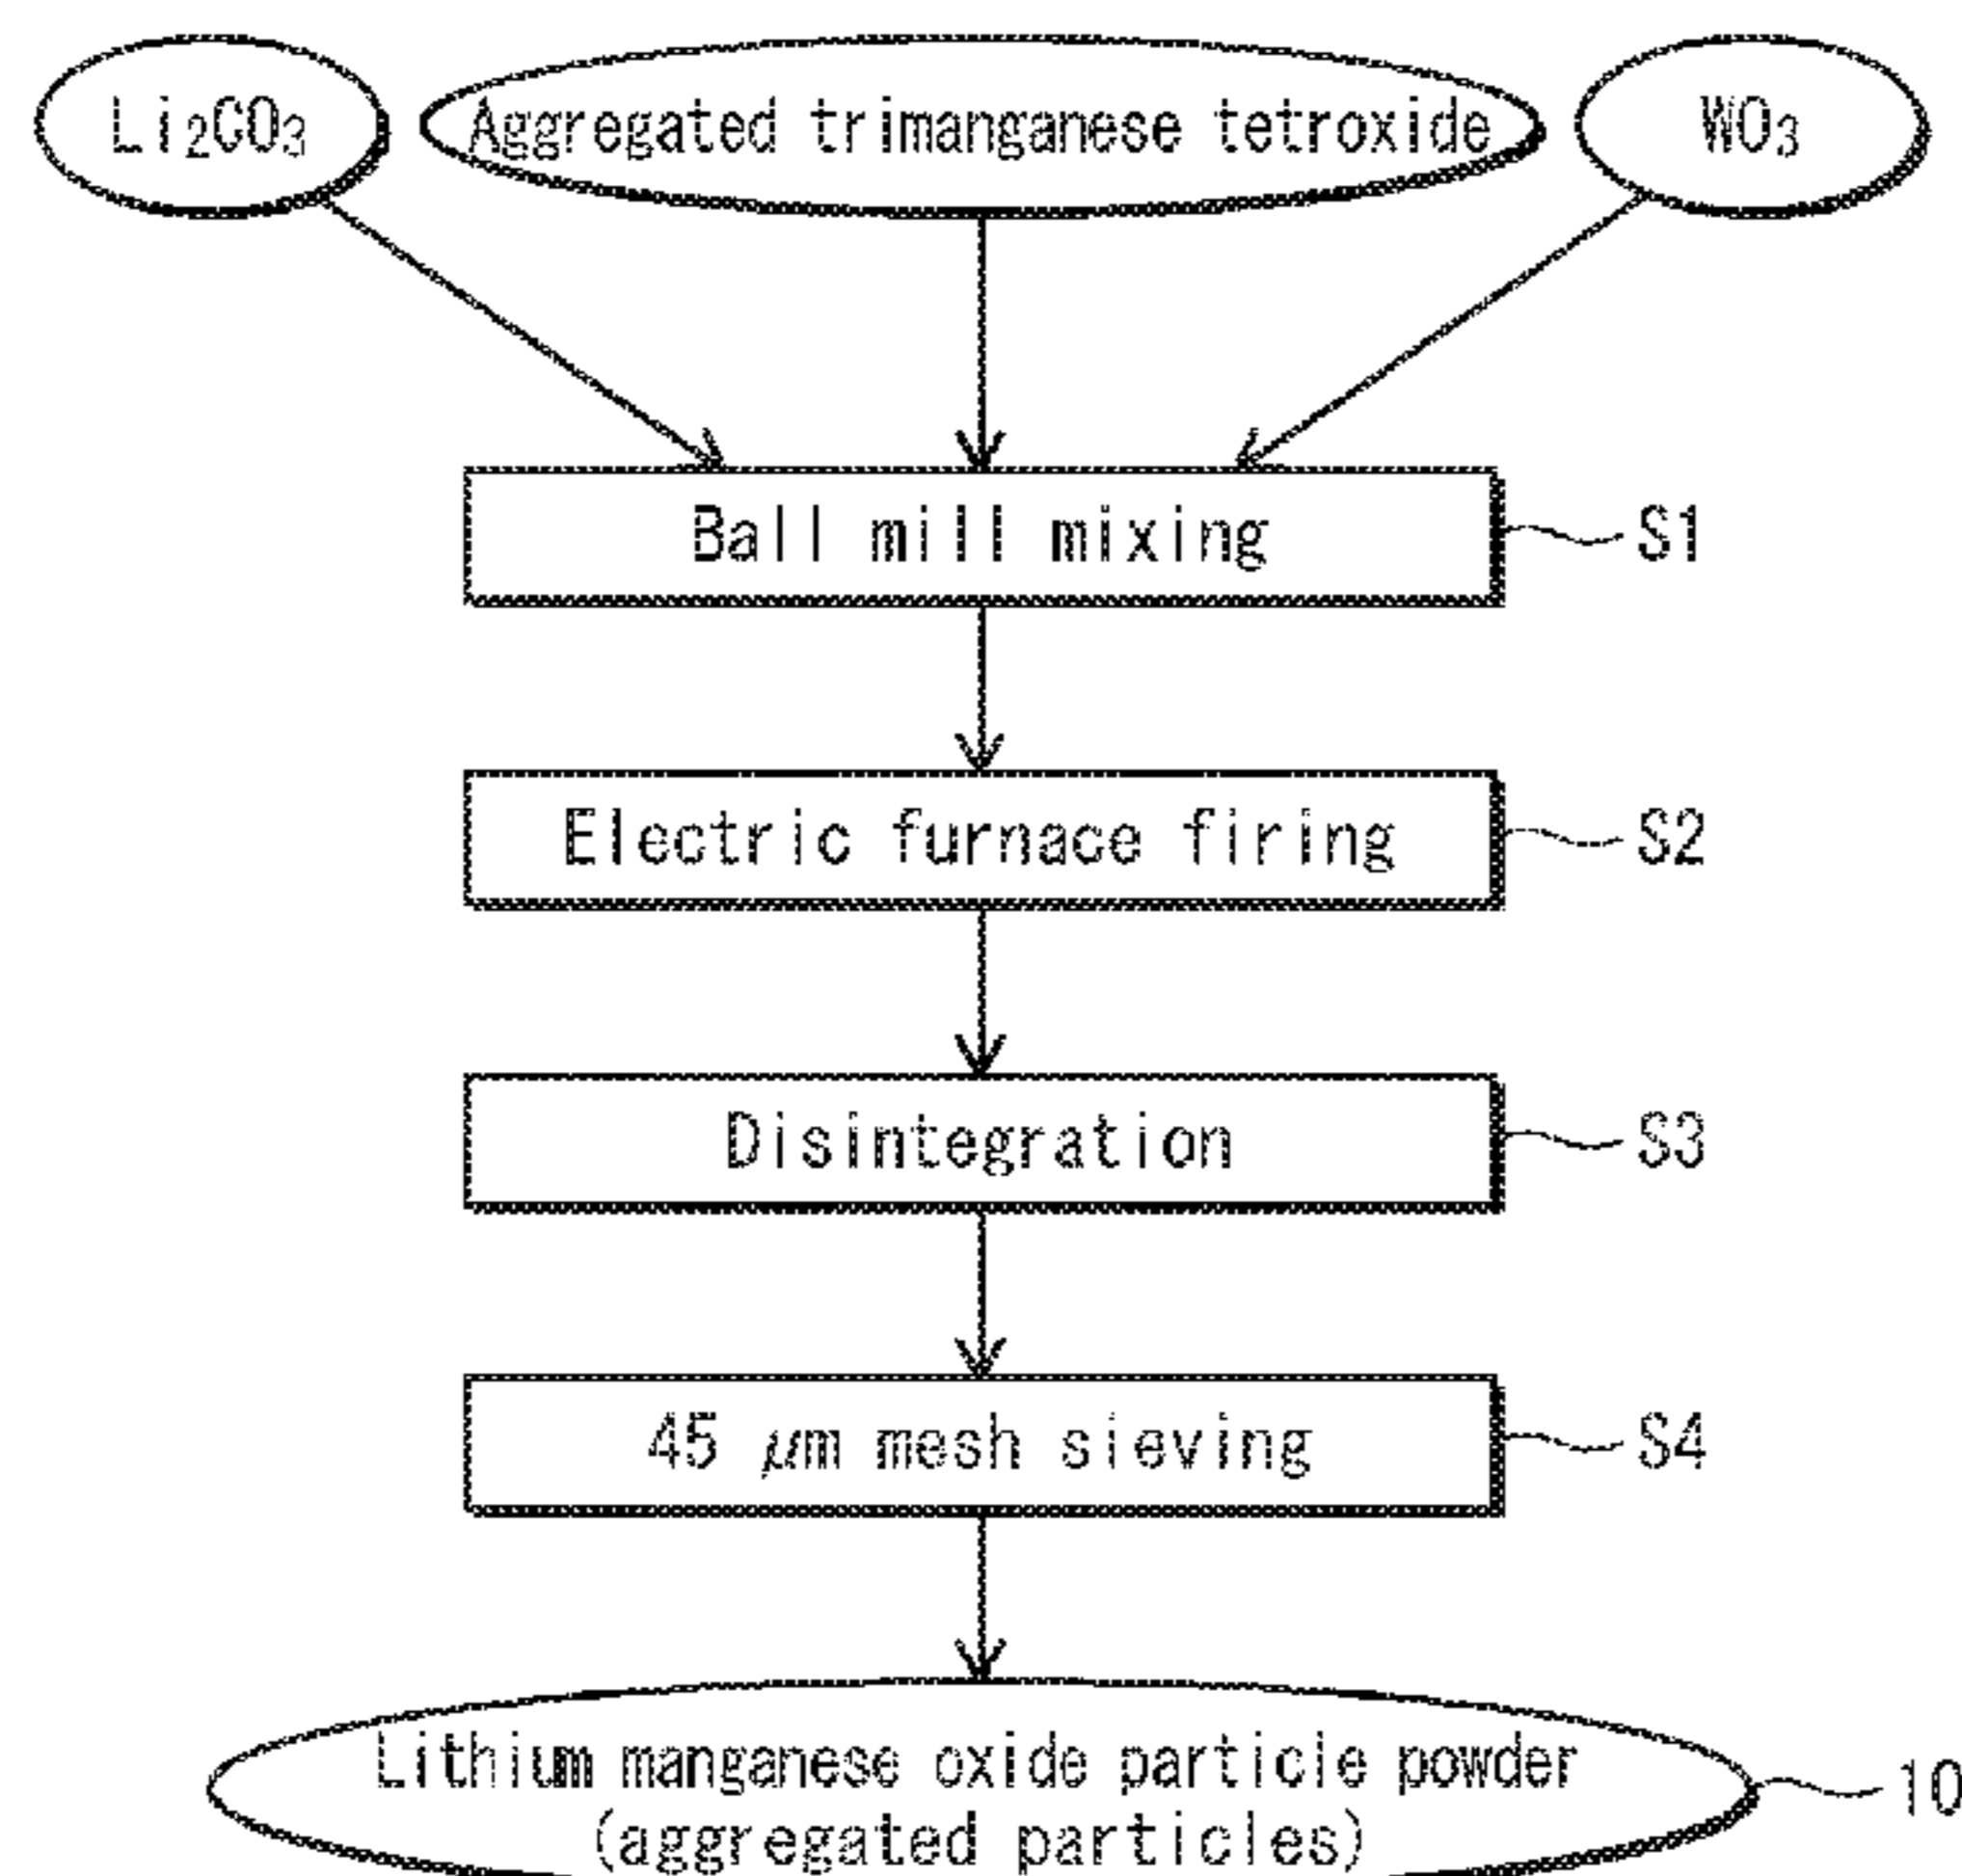 Li₂CO₃
Aggregated trimanganese tetroxide
WO₃
Ball mill mixing
S1
Electric furnace firing
S2
Disintegration
S3
45 μm mesh sieving
S4
Lithium manganese oxide particle powder
(aggregated particles)
10